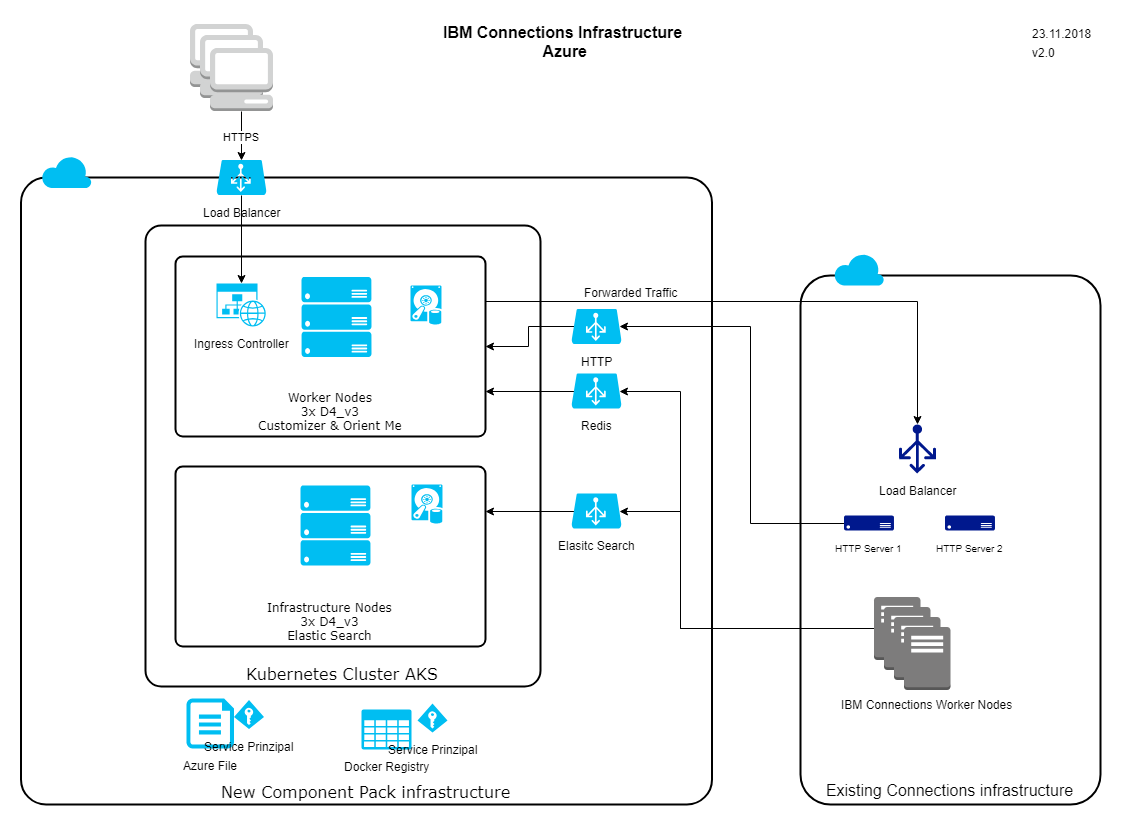 IBM Connections Infrastructure
Azure
23.11.2018
v2.0
HTTPS
Load Balancer
Ingress Controller
Worker Nodes
3x D4_v3
Customizer & Orient Me
Forwarded Traffic
HTTP
Redis
Elasitc Search
Infrastructure Nodes
3x D4_v3
Elastic Search
Kubernetes Cluster AKS
Service Prinzipal
Azure File
Service Prinzipal
Docker Registry
New Component Pack infrastructure
Load Balancer
HTTP Server 1
HTTP Server 2
IBM Connections Worker Nodes
Existing Connections infrastructure